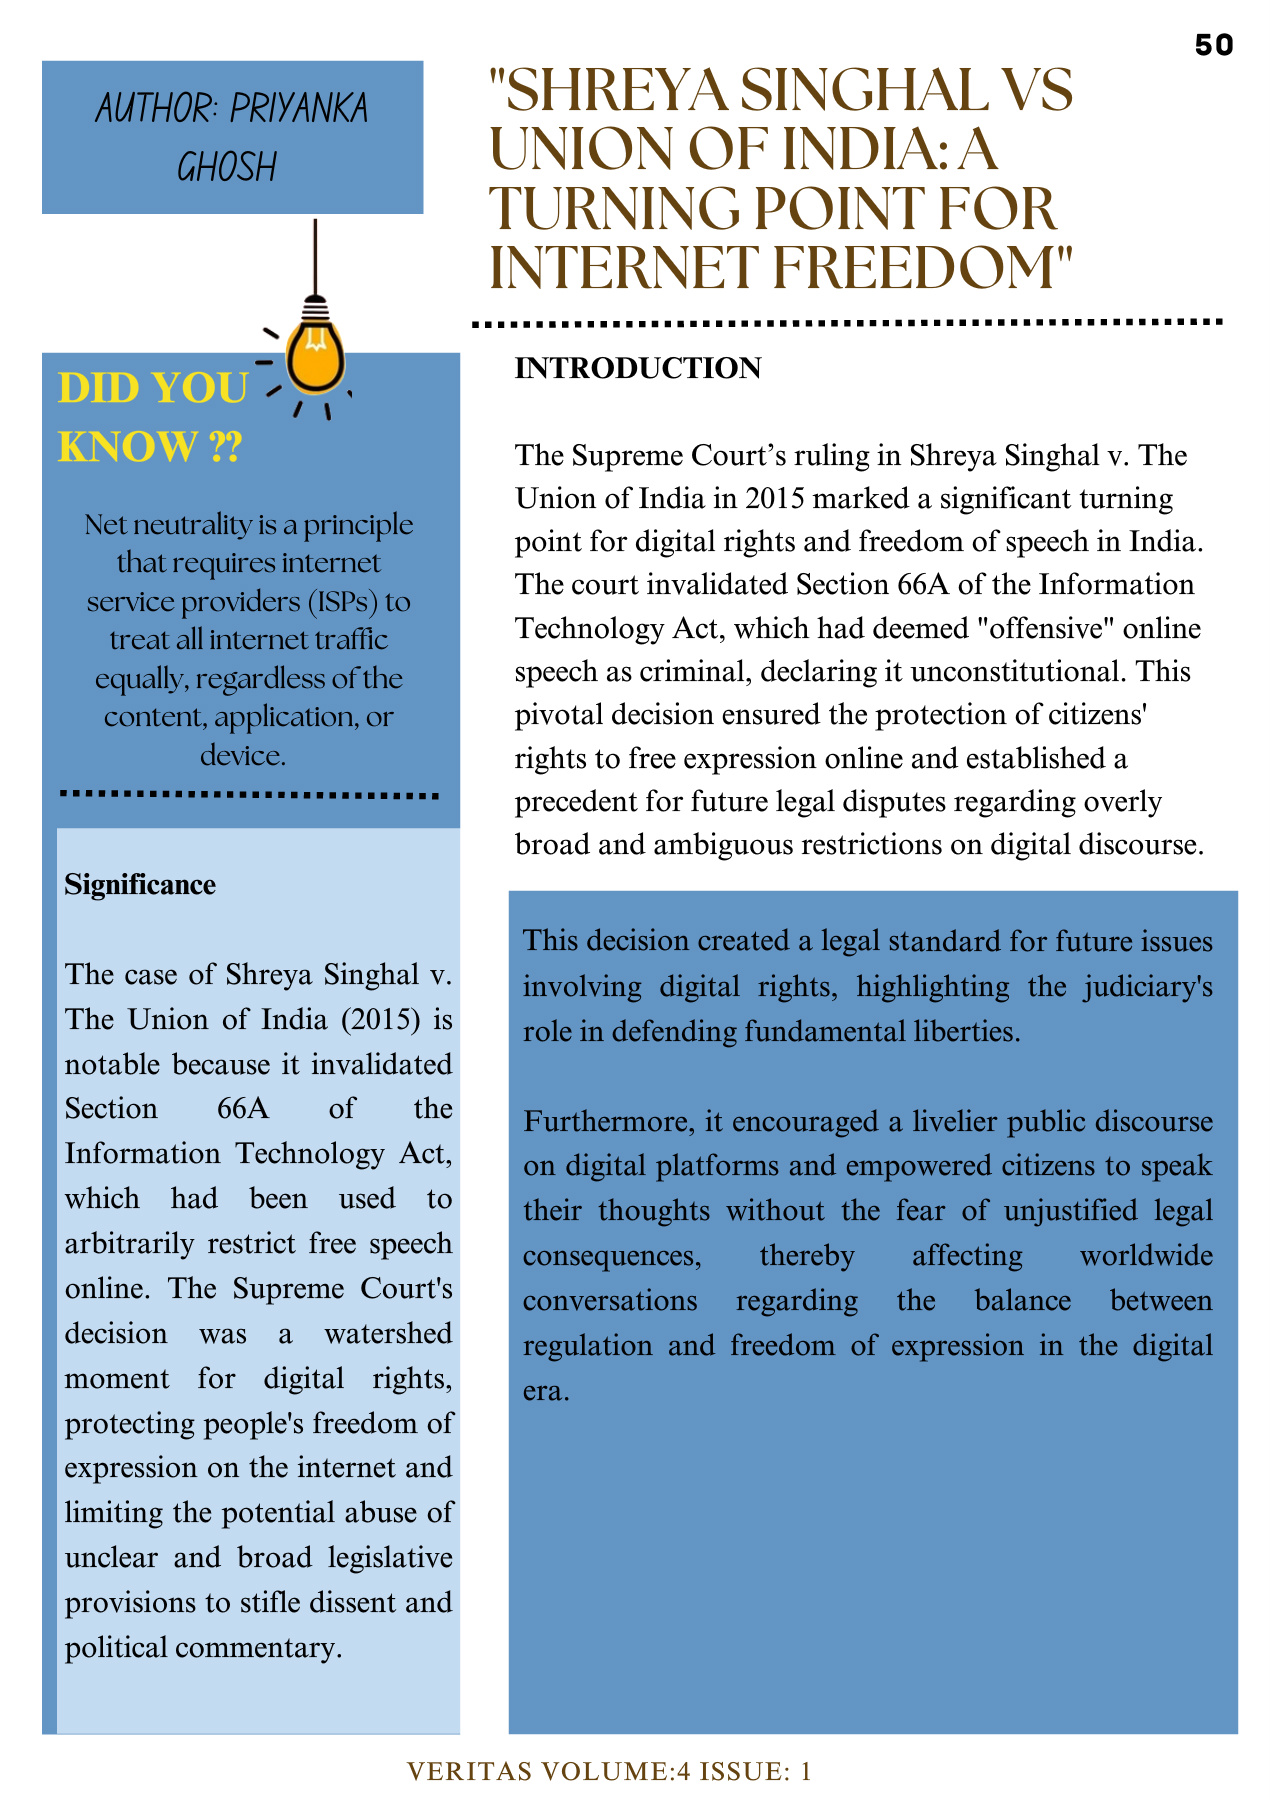 50
AUTHOR: PRIYANKA
GHOSH
"SHREYA SINGHAL VS
UNION OF INDIA: A
TURNING POINT FOR
INTERNET FREEDOM"
DID YOU
KNOW ??
Net neutrality is a principle
that requires internet
service providers (ISPs) to
treat all internet traffic
equally, regardless of the
content, application, or
device.
Significance
The case of Shreya Singhal v.
The Union of India (2015) is
notable because it invalidated
Section 66A of the
Information Technology Act,
which had been used to
arbitrarily restrict free speech
online. The Supreme Court's
decision was a watershed
moment for digital rights,
protecting people's freedom of
expression on the internet and
limiting the potential abuse of
unclear and broad legislative
provisions to stifle dissent and
political commentary.
INTRODUCTION
The Supreme Court’s ruling in Shreya Singhal v. The
Union of India in 2015 marked a significant turning
point for digital rights and freedom of speech in India.
The court invalidated Section 66A of the Information
Technology Act, which had deemed "offensive" online
speech as criminal, declaring it unconstitutional. This
pivotal decision ensured the protection of citizens'
rights to free expression online and established a
precedent for future legal disputes regarding overly
broad and ambiguous restrictions on digital discourse.
This decision created a legal standard for future issues
involving digital rights, highlighting the judiciary's
role in defending fundamental liberties.
Furthermore, it encouraged a livelier public discourse
on digital platforms and empowered citizens to speak
their thoughts without the fear of unjustified legal
consequences, thereby affecting worldwide
conversations regarding the balance between
regulation and freedom of expression in the digital
era.
VERITAS VOLUME:4 ISSUE: 1